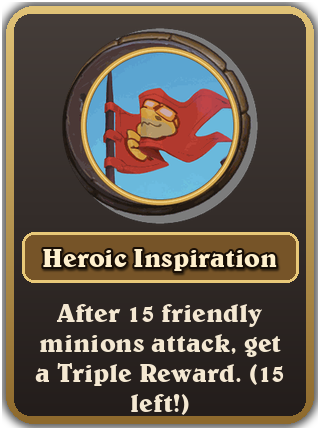 Heroic Inspiration
After 15 friendly
minions attack, get
a Triple Reward. (15
left!)